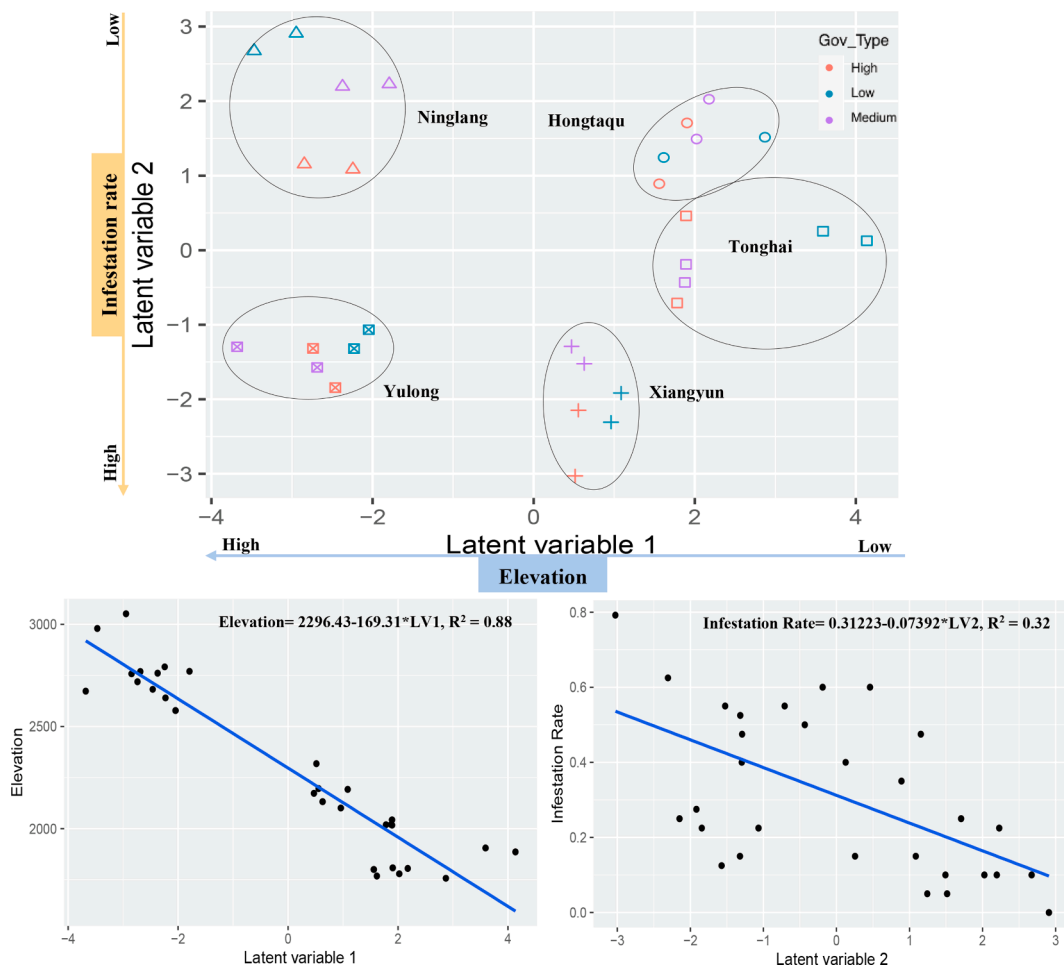 Low
Infestation rate
High
Latent variable 2
3
2
1
0
−1
−2
−3
Ninglang
Hongtaqu
Tonghai
Yulong
Xiangyun
Gov_Type
High
Low
Medium
−4
−2
0
2
4
High
Latent variable 1
Low
Elevation
Elevation= 2296.43-169.31*LV1, R² = 0.88
3000
2500
2000
Elevation
−4
−2
0
2
4
Latent variable 1
Infestation Rate= 0.31223-0.07392*LV2, R² = 0.32
0.8
0.6
0.4
0.2
0.0
Infestation Rate
−3
−2
−1
0
1
2
3
Latent variable 2